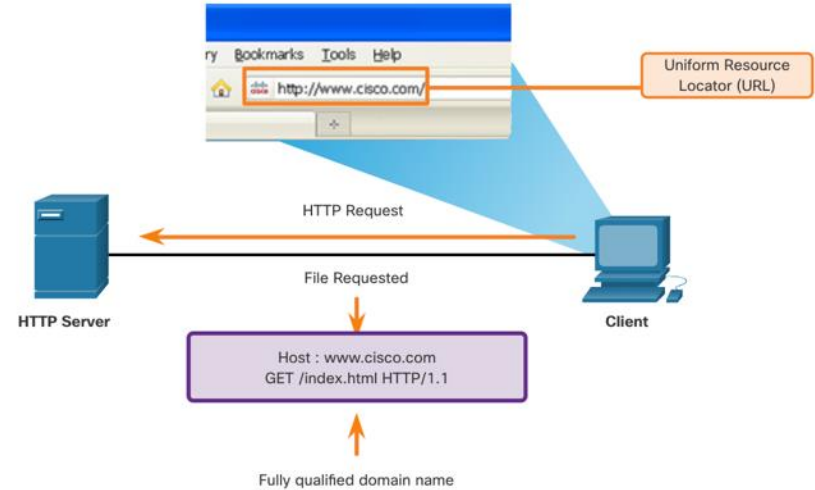 ry Bookmarks Tools Help
http://www.cisco.com/
Uniform Resource
Locator (URL)
HTTP Request
File Requested
HTTP Server
Client
Host : www.cisco.com
GET /index.html HTTP/1.1
Fully qualified domain name